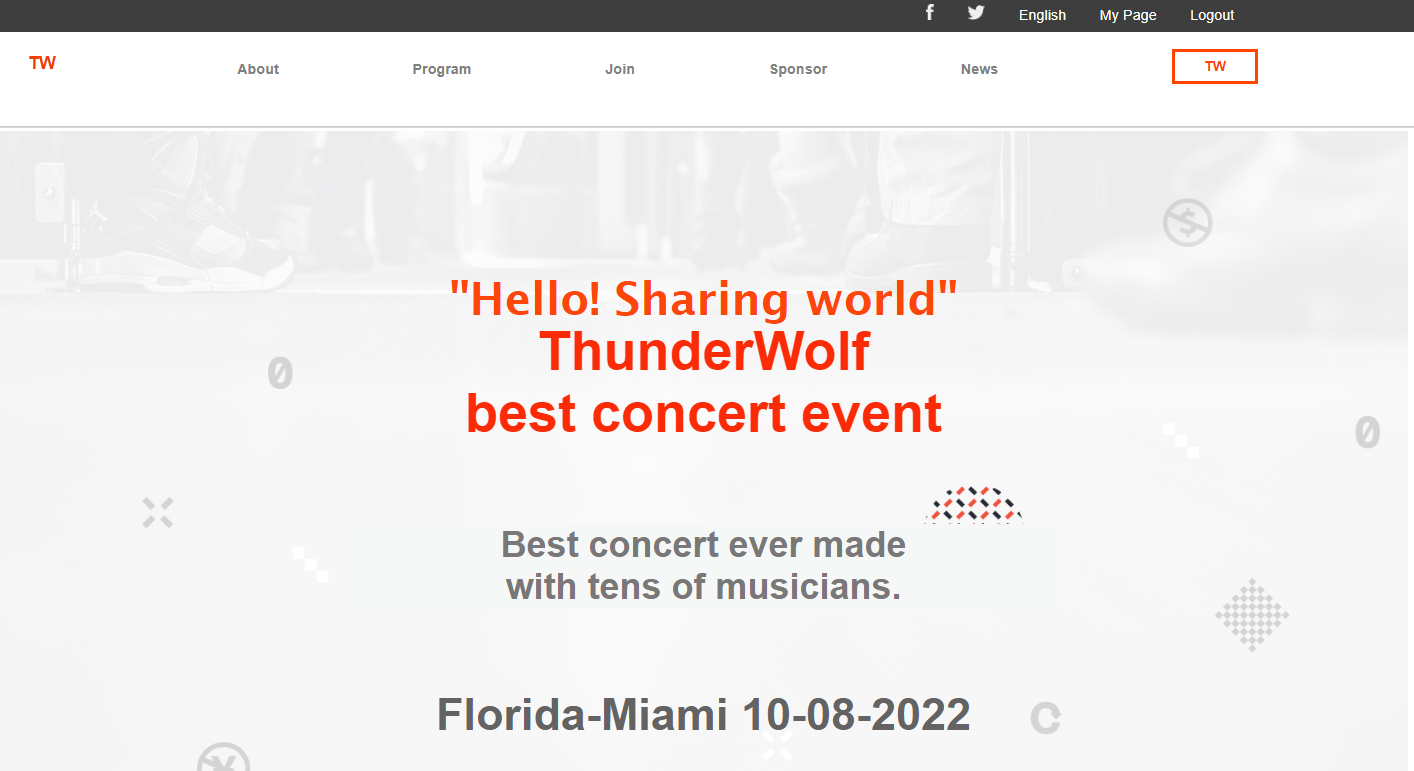 English My Page Logout
TW About Program Join Sponsor News TW
"Hello! Sharing world"
ThunderWolf
best concert event
Best concert ever made
with tens of musicians.
Florida-Miami 10-08-2022